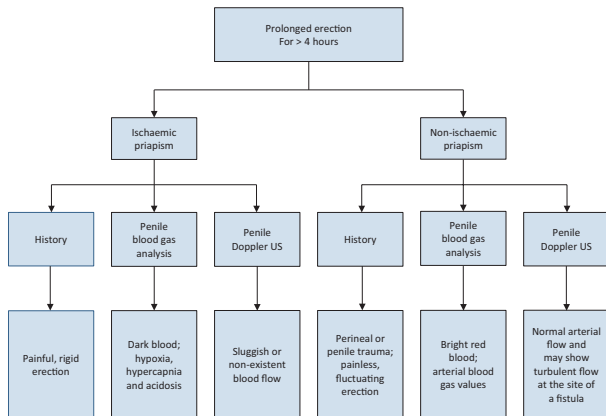 Prolonged erection
For > 4 hours
Ischaemic
priapism
Non-ischaemic
priapism
History
Penile
blood gas
analysis
Penile
Doppler US
History
Penile
blood gas
analysis
Penile
Doppler US
Painful, rigid
erection
Dark blood;
hypoxia,
hypercapnia
and acidosis
Sluggish or
non-existent
blood flow
Perineal or
penile trauma;
painless,
fluctuating
erection
Bright red
blood;
arterial blood
gas values
Normal arterial
flow and
may show
turbulent flow
at the site of
a fistula